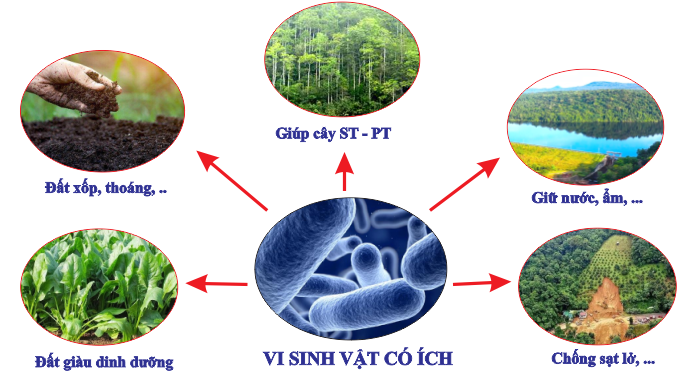 Giúp cây ST - PT
Đất xốp, thoáng, ..
Giữ nước, ẩm, ...
Đất giàu dinh dưỡng
VI SINH VẬT CÓ ÍCH
Chống sạt lở, ...